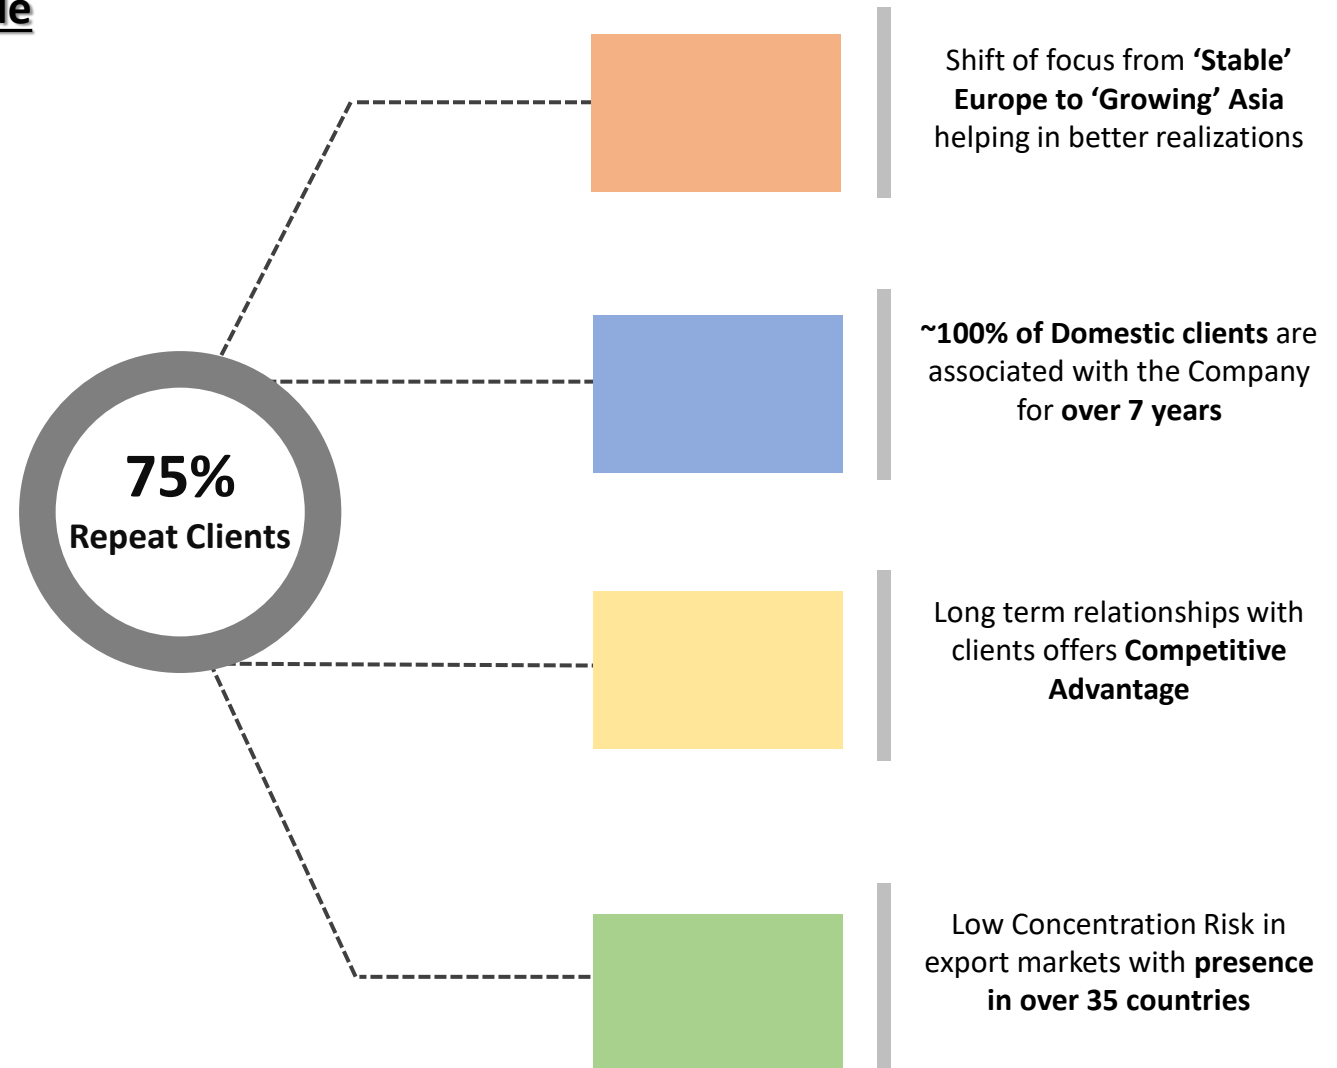 75%
Repeat Clients
Shift of focus from ‘Stable’
Europe to ‘Growing’ Asia
helping in better realizations
~100% of Domestic clients are
associated with the Company
for over 7 years
Long term relationships with
clients offers Competitive
Advantage
Low Concentration Risk in
export markets with presence
in over 35 countries